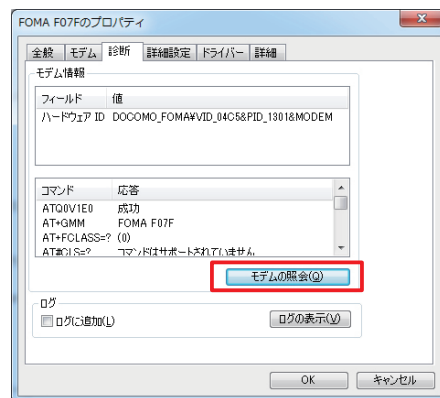 FOMA F07Fのプロパティ
全般 モデム 診断 詳細設定 ドライバー 詳細
モデム情報
フィールド 値
ハードウェア ID DOCOMO_FOMA¥VID_04C5&PID_1301&MODEM
コマンド 応答
ATQ0V1E0 成功
AT+GMM FOMA F07F
AT+FCLASS=? (0)
AT#CLS=? コマンドはサポートされていません
モデムの照会(Q)
ログ
ログに追加(L) ログの表示(V)
OK キャンセル